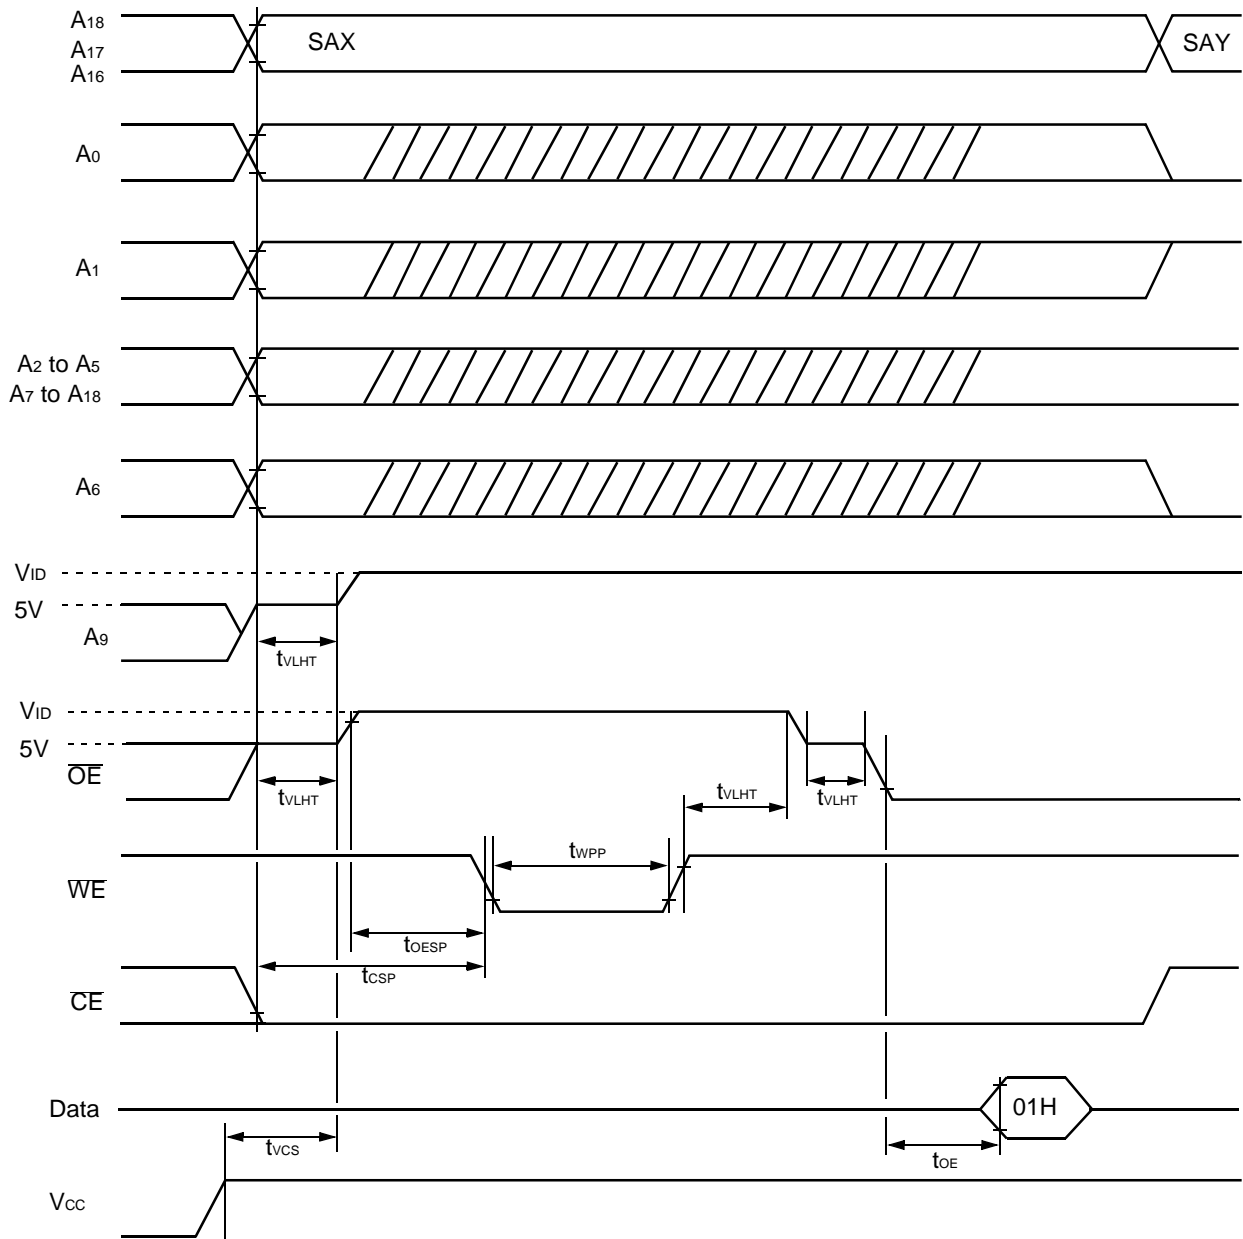 A18
A17
A16
SAX
SAY
A0
A1
A2 to A5
A7 to A18
A6
VID
5V
A9
tVLHT
VID
5V
OE
tVLHT
tVLHT
tVLHT
tWPP
WE
tOESP
tCSP
CE
Data
01H
tVCS
tOE
VCC